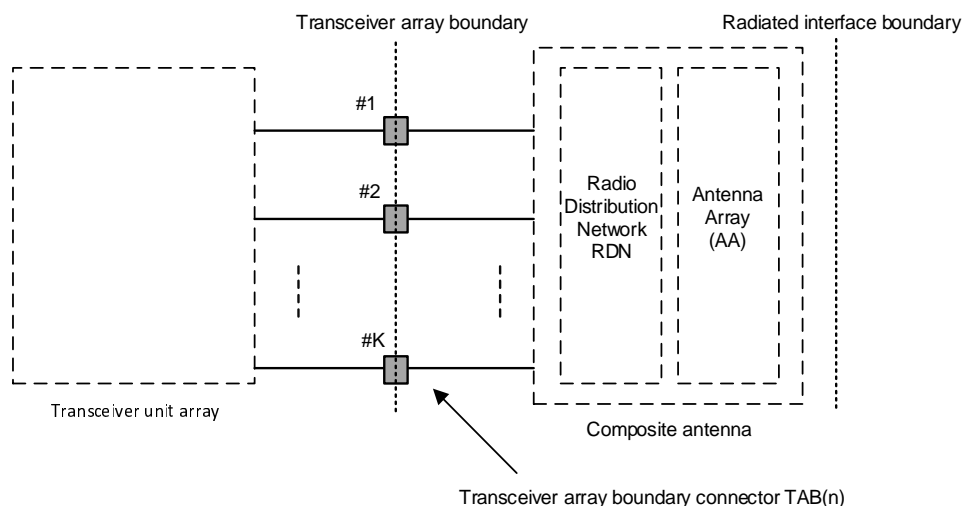 Transceiver array boundary
Radiated interface boundary
#1
#2
#K
Radio
Distribution
Network
RDN
Antenna
Array
(AA)
Transceiver unit array
Composite antenna
Transceiver array boundary connector TAB(n)